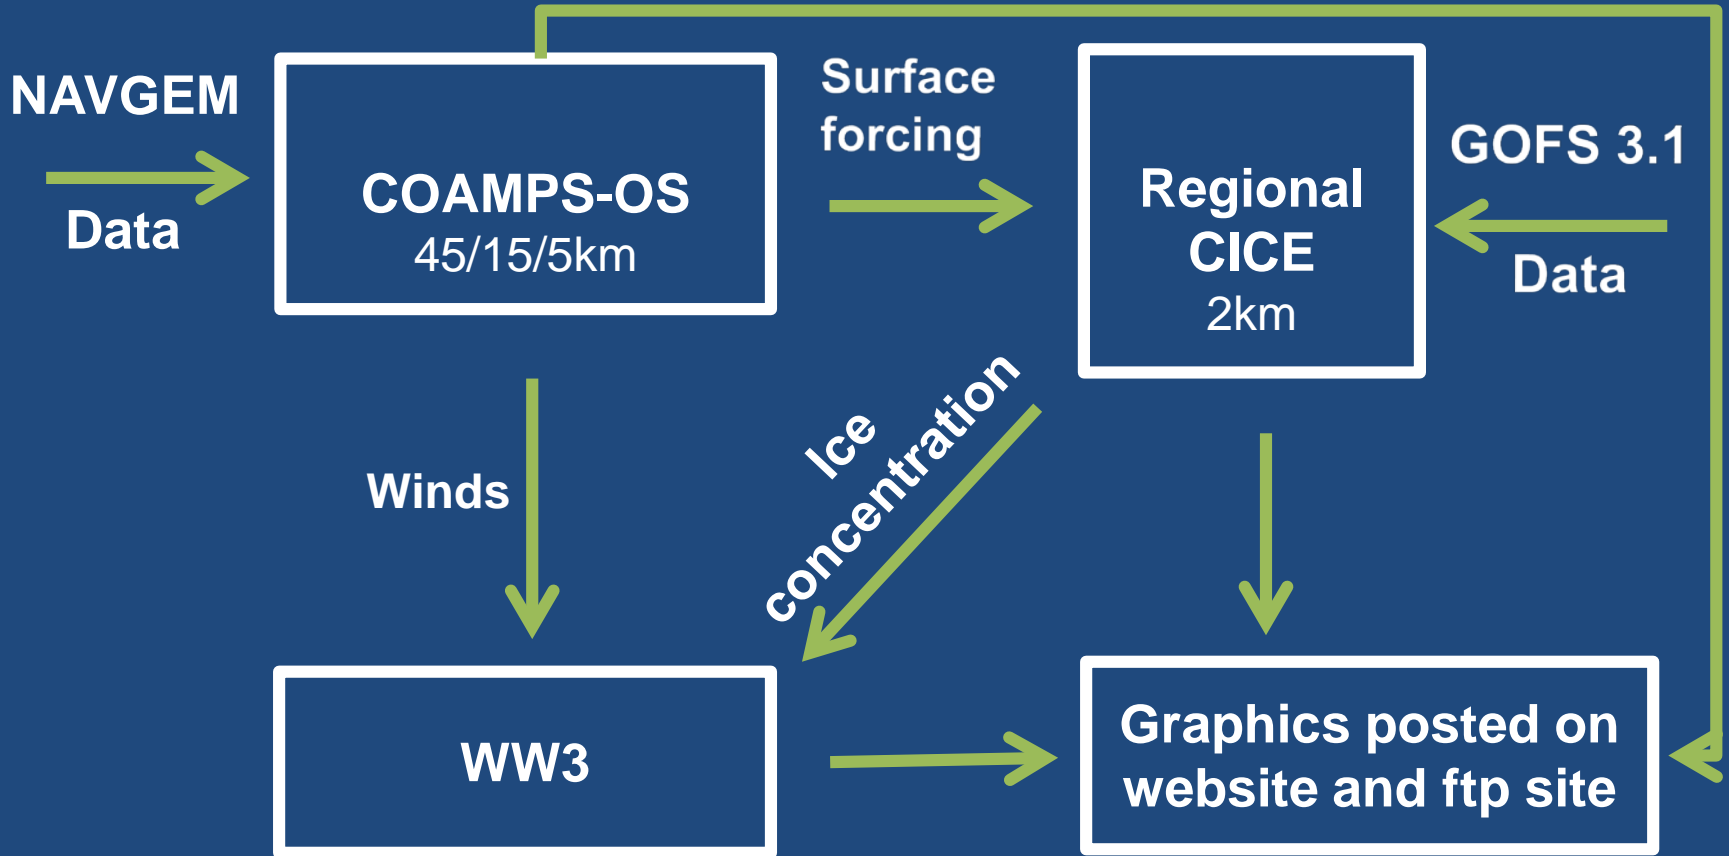 NAVGEM
Data
COAMPS-OS
45/15/5km
Surface
forcing
Regional
CICE
2km
GOFS 3.1
Data
Winds
Ice
concentration
WW3
Graphics posted on
website and ftp site